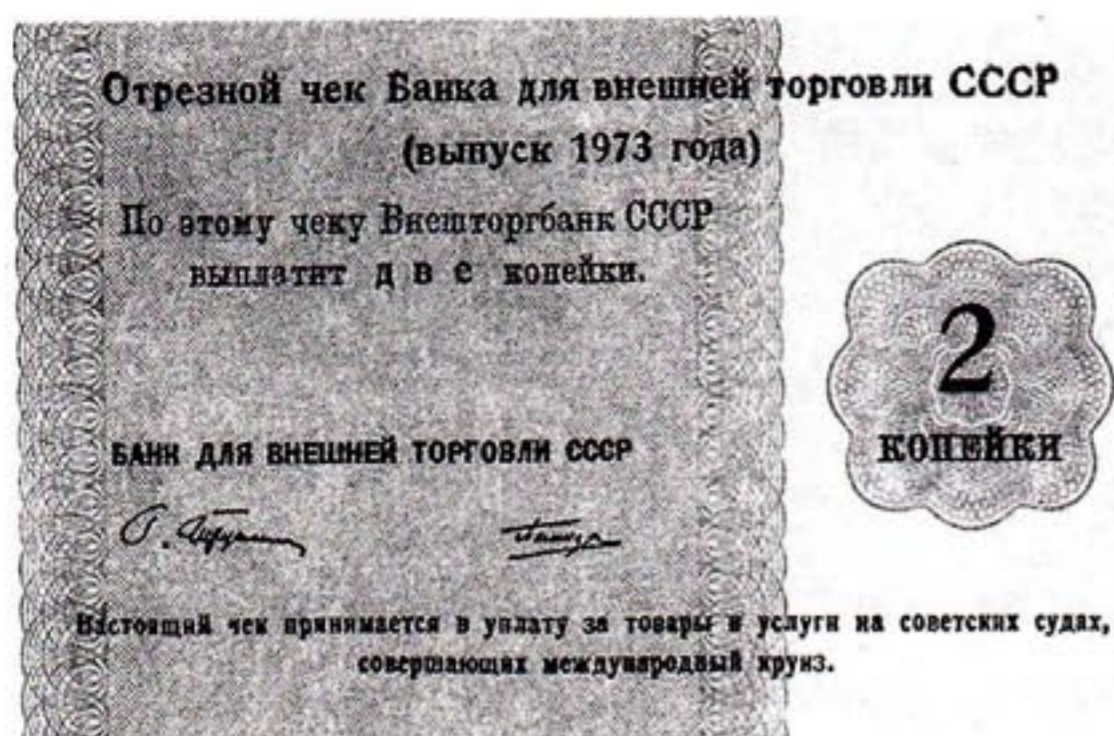 Отрезной чек Банка для внешней торговли СССР
(выпуск 1973 года)
По этому чеку Внешторгбанк СССР
выплатит две копейки.
2
КОПЕЙКИ
БАНК ДЛЯ ВНЕШНЕЙ ТОРГОВЛИ СССР
Настоящий чек принимается в уплату за товары и услуги на советских судах,
совершающих международный круиз.